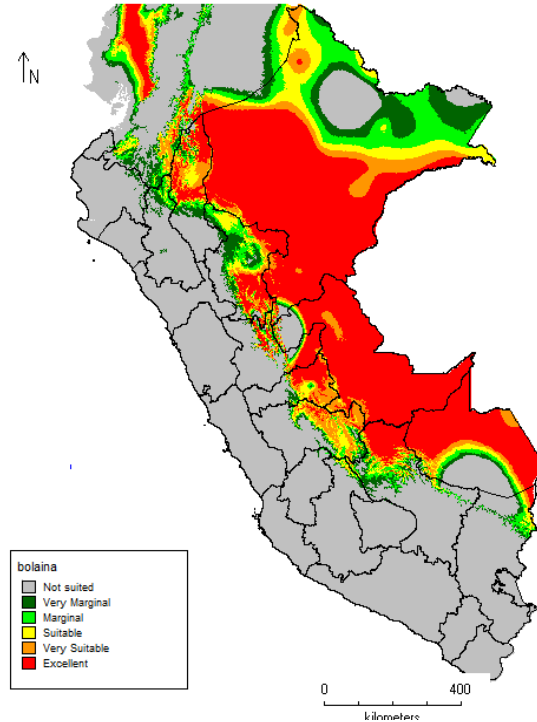 N
bolaina
Not suited
Very Marginal
Marginal
Suitable
Very Suitable
Excellent
0 400
kilometers